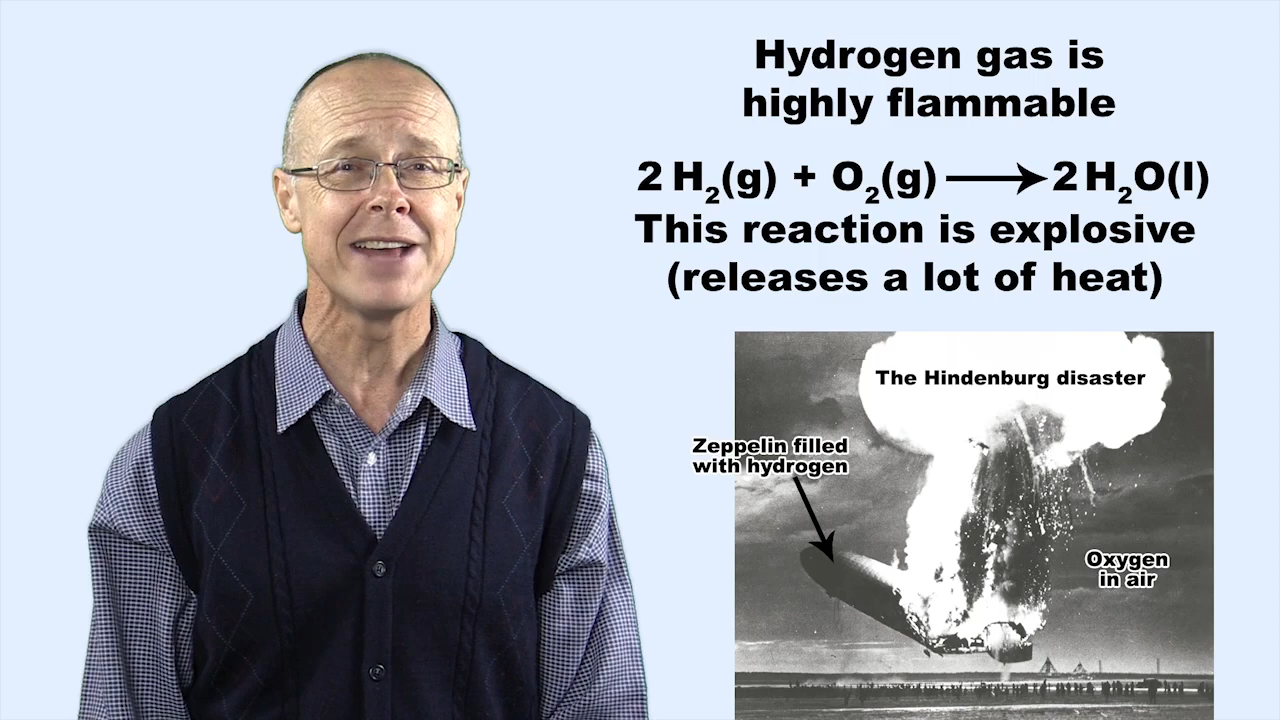 Hydrogen gas is
highly flammable
2 H₂(g) + O₂(g) ⟶ 2 H₂O(l)
This reaction is explosive
(releases a lot of heat)
The Hindenburg disaster
Zeppelin filled
with hydrogen
Oxygen
in air